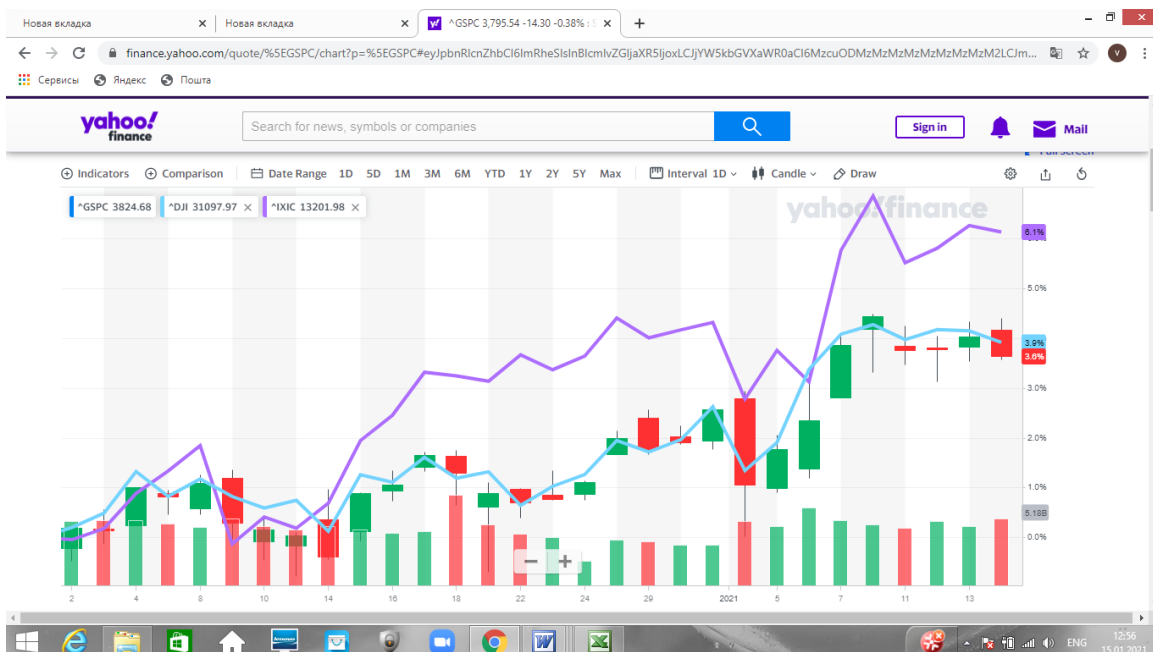 Новая вкладка
Новая вкладка
^GSPC 3,795.54 -14.30 -0.38% : S
finance.yahoo.com/quote/%5EGSPC/chart?p=%5EGSPC#eyJpbnRlcnZhbCI6ImRheSIsInBlcmlvZGljaXR5IjoxLCJjYW5kbGVXaWR0aCI6MzcuODMzMzMzMzMzMzMzMzM2LCJm...
V
Сервисы
Яндекс
Почта
yahoo!
finance
Search for news, symbols or companies
Sign in
Mail
Full screen
Indicators
Comparison
Date Range 1D 5D 1M 3M 6M YTD 1Y 2Y 5Y Max
Interval 1D
Candle
Draw
^GSPC 3824.68
^DJI 31097.97
^IXIC 13201.98
yahoo!finance
6.1%
5.0%
3.9%
3.6%
3.0%
2.0%
1.0%
5.18B
0.0%
2 4 8 10 14 16 18 22 24 29 2021 5 7 11 13
ENG
12:56
15.01.2021